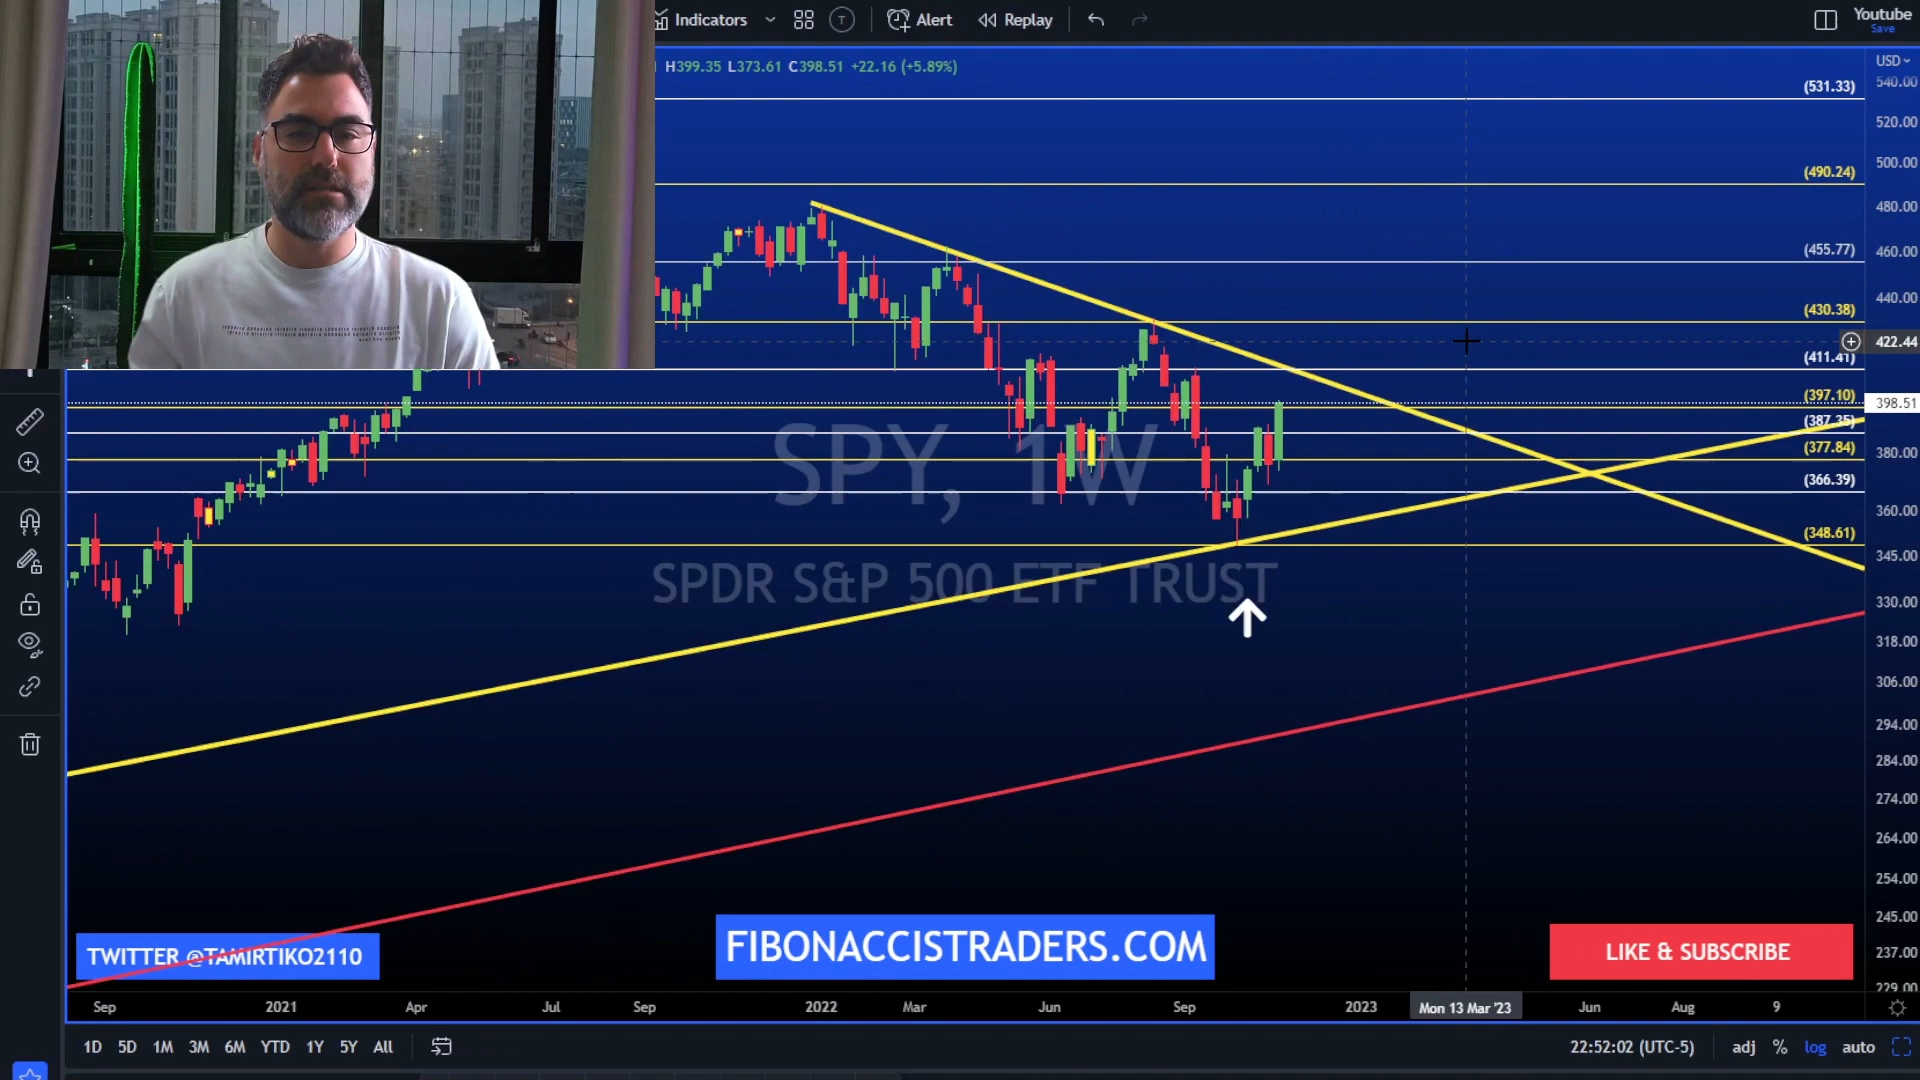 Indicators
T
Alert
Replay
Youtube
Save
H399.35 L373.61 C398.51 +22.16 (+5.89%)
USD
540.00
(531.33)
520.00
500.00
(490.24)
480.00
(455.77)
460.00
440.00
(430.38)
422.44
(411.41)
(397.10)
398.51
(387.35)
(377.84)
380.00
(366.39)
360.00
(348.61)
345.00
330.00
318.00
306.00
294.00
284.00
274.00
264.00
254.00
245.00
237.00
229.00
SPY, 1W
SPDR S&P 500 ETF TRUST
TWITTER @TAMIRTIKO2110
FIBONACCISTRADERS.COM
LIKE & SUBSCRIBE
Sep 2021 Apr Jul Sep 2022 Mar Jun Sep 2023 Mon 13 Mar '23 Jun Aug 9
1D 5D 1M 3M 6M YTD 1Y 5Y All
22:52:02 (UTC-5) adj % log auto